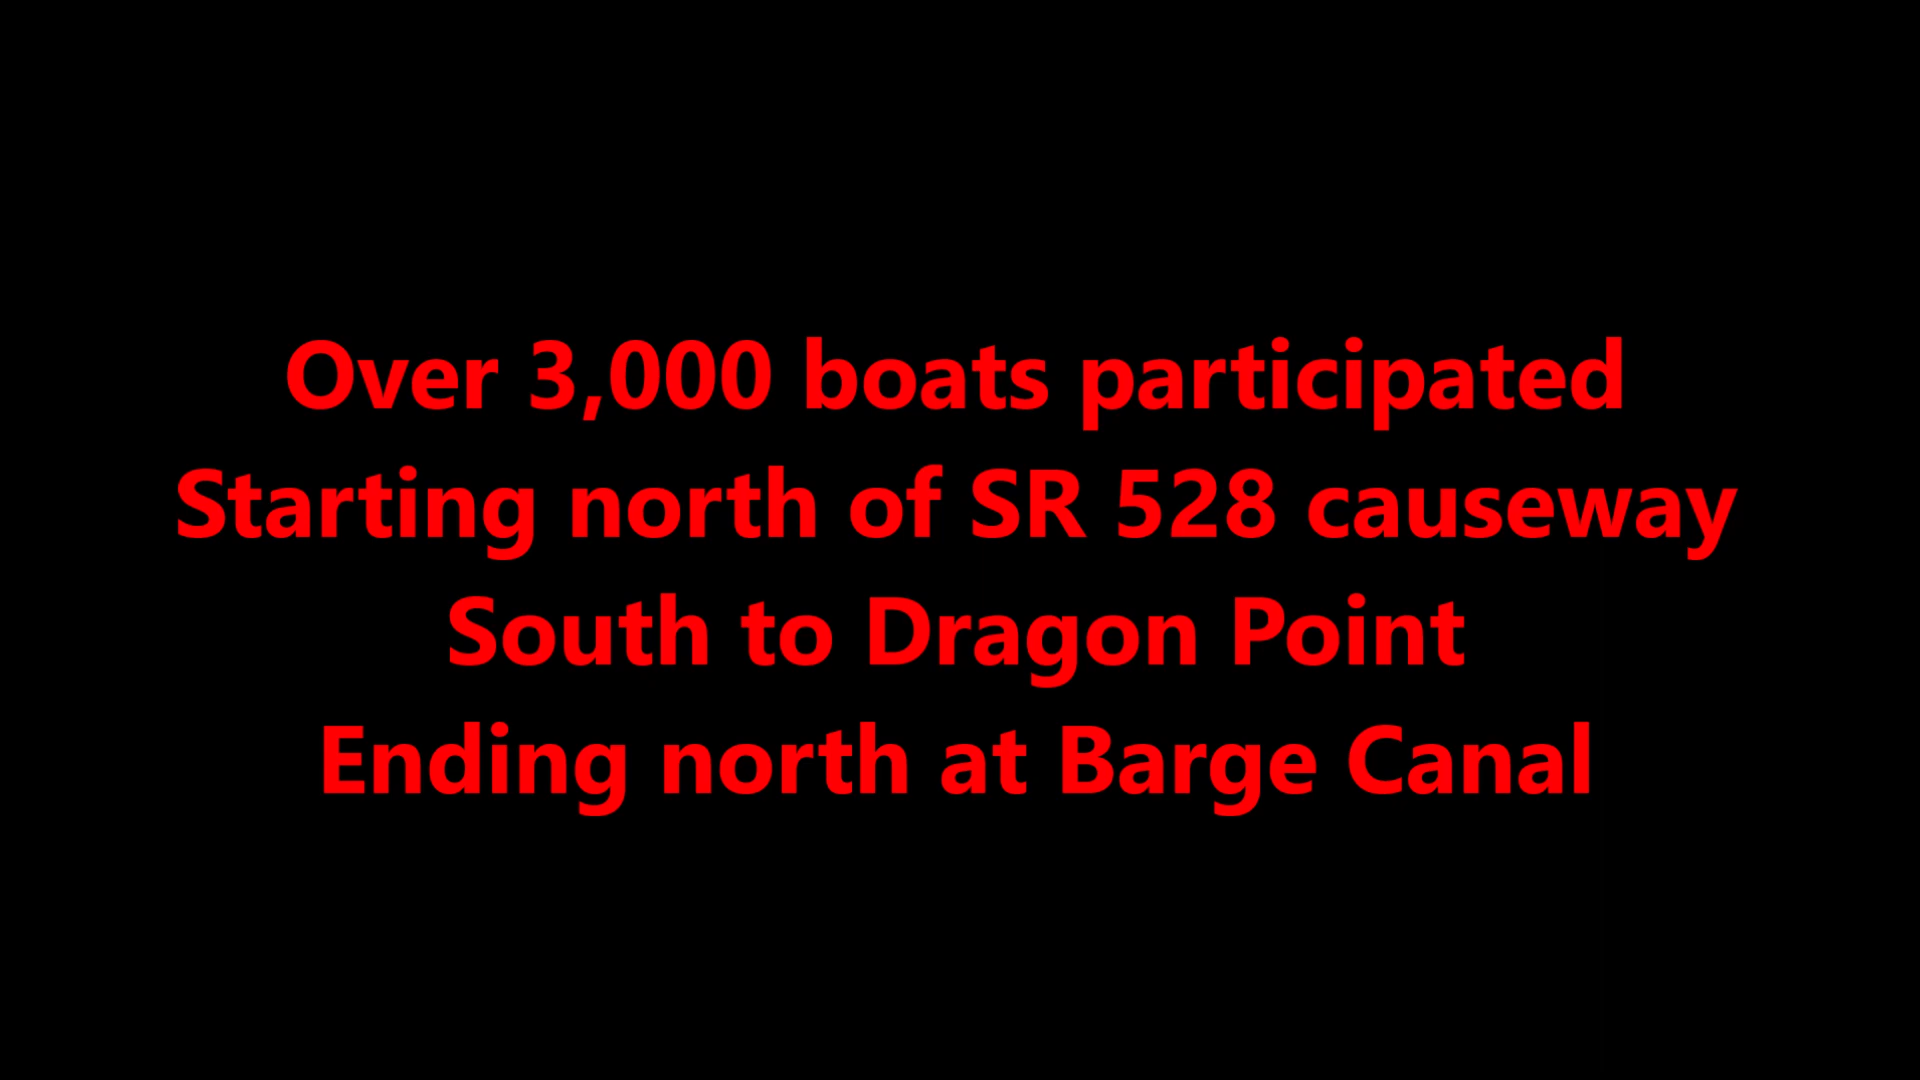 Over 3,000 boats participated
Starting north of SR 528 causeway
South to Dragon Point
Ending north at Barge Canal